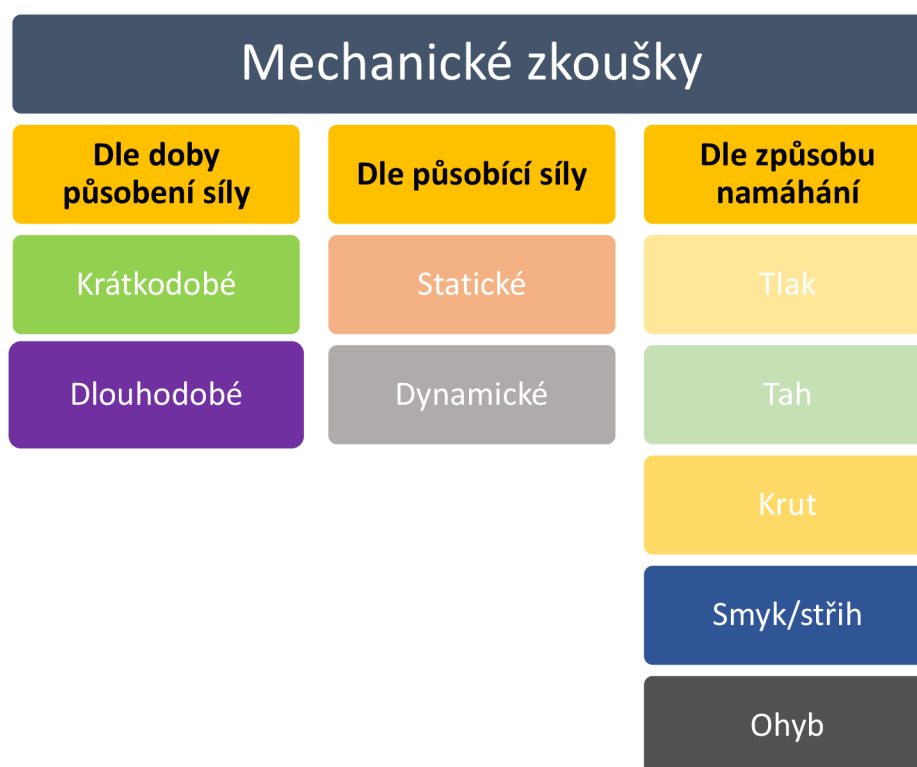 Mechanické zkoušky
Dle doby
působení síly
Krátkodobé
Dlouhodobé
Dle působící síly
Statické
Dynamické
Dle způsobu
namáhání
Tlak
Tah
Krut
Smyk/střih
Ohyb